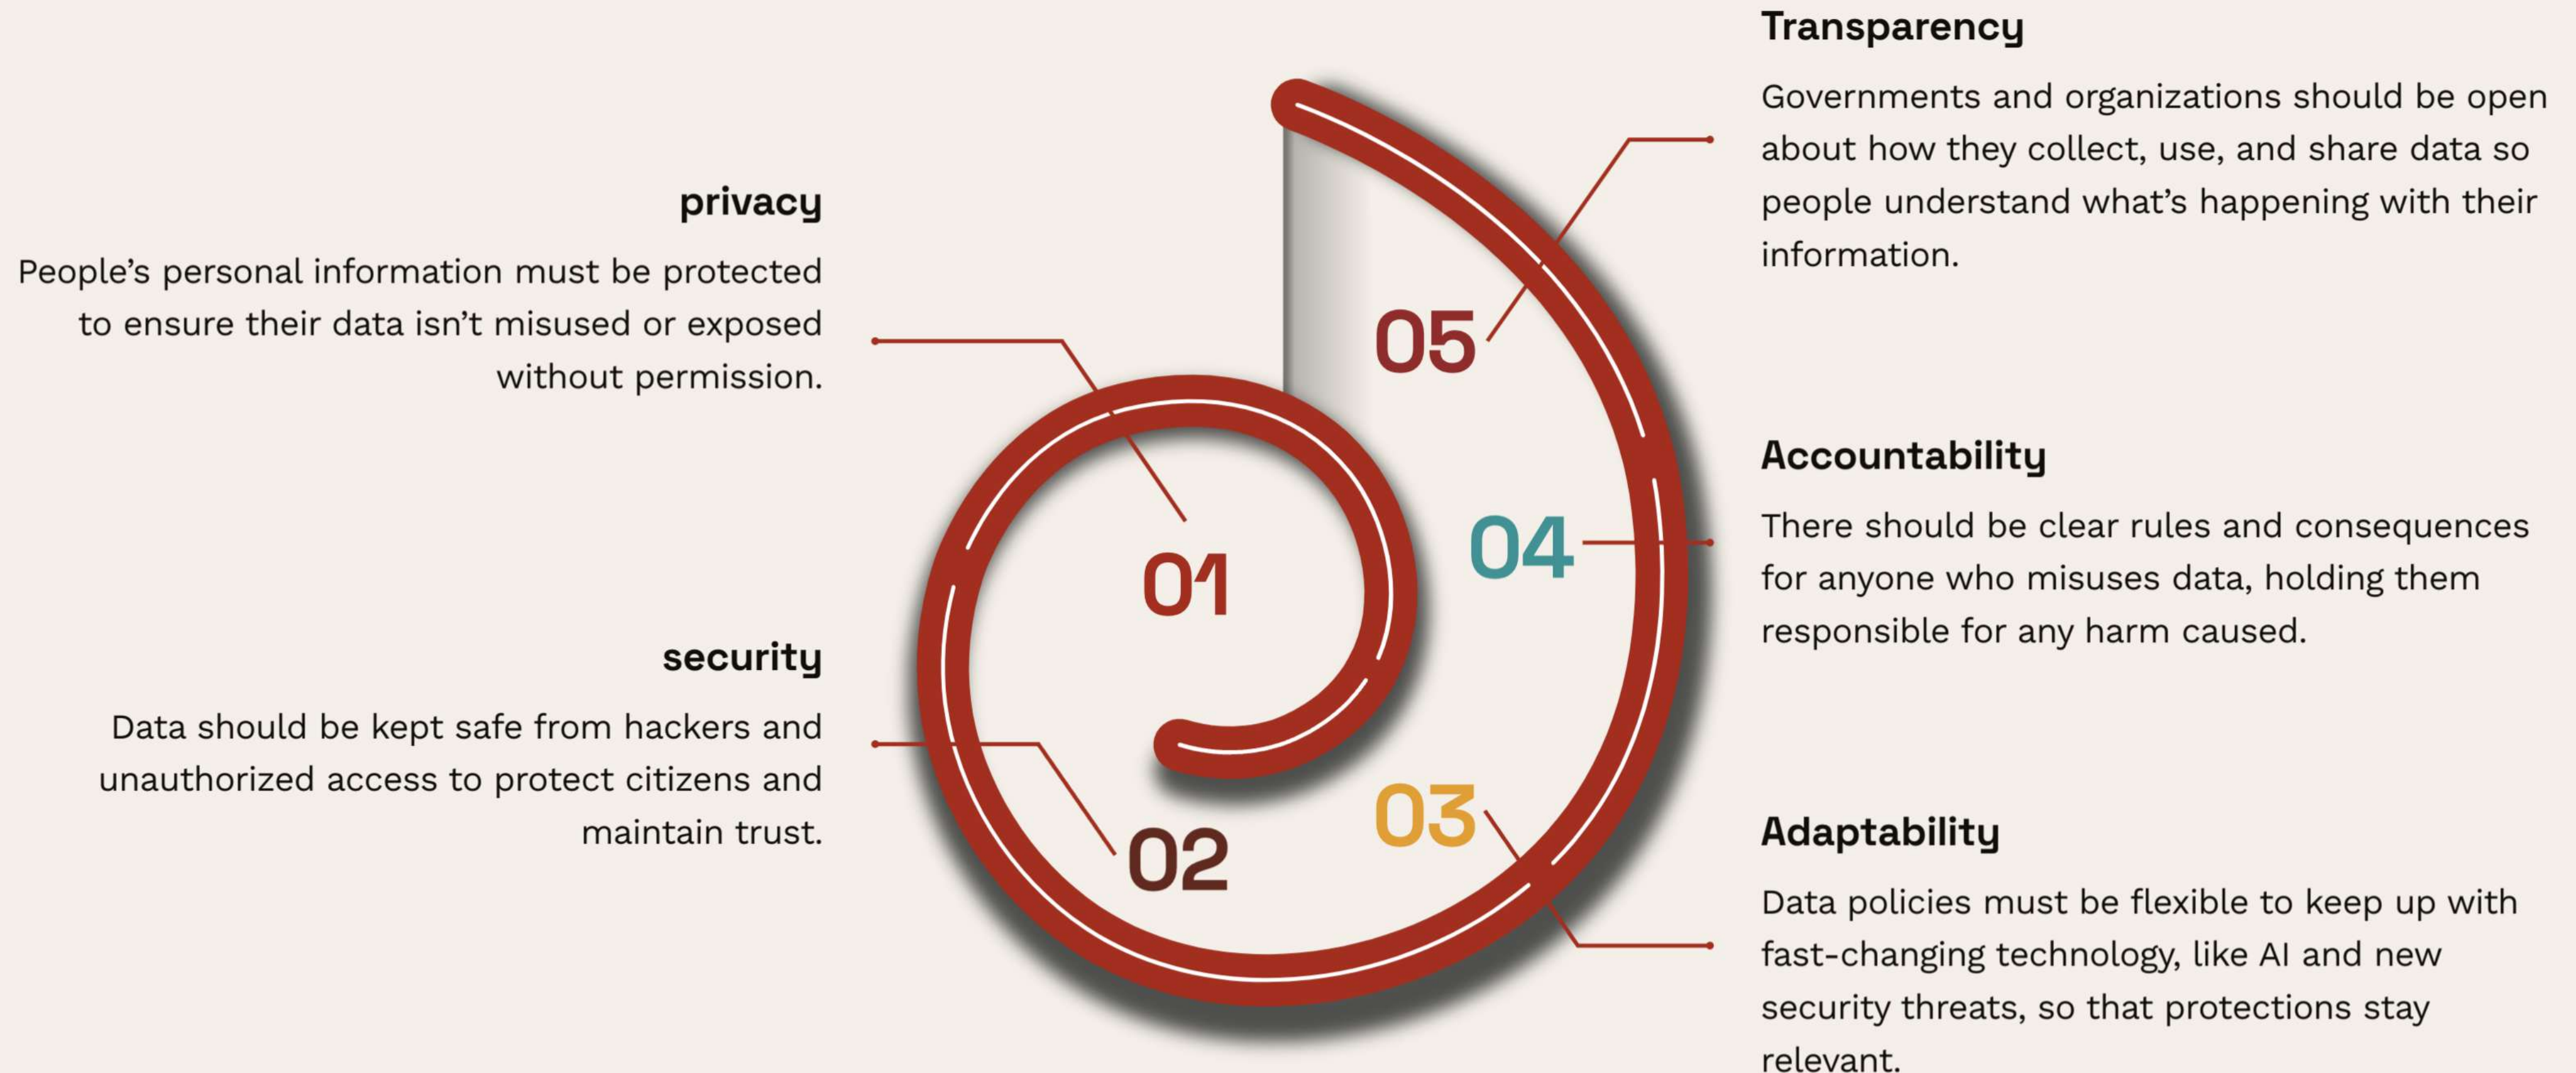 privacy
People’s personal information must be protected
to ensure their data isn’t misused or exposed
without permission.
security
Data should be kept safe from hackers and
unauthorized access to protect citizens and
maintain trust.
01
02
03
04
05
Transparency
Governments and organizations should be open
about how they collect, use, and share data so
people understand what’s happening with their
information.
Accountability
There should be clear rules and consequences
for anyone who misuses data, holding them
responsible for any harm caused.
Adaptability
Data policies must be flexible to keep up with
fast-changing technology, like AI and new
security threats, so that protections stay
relevant.